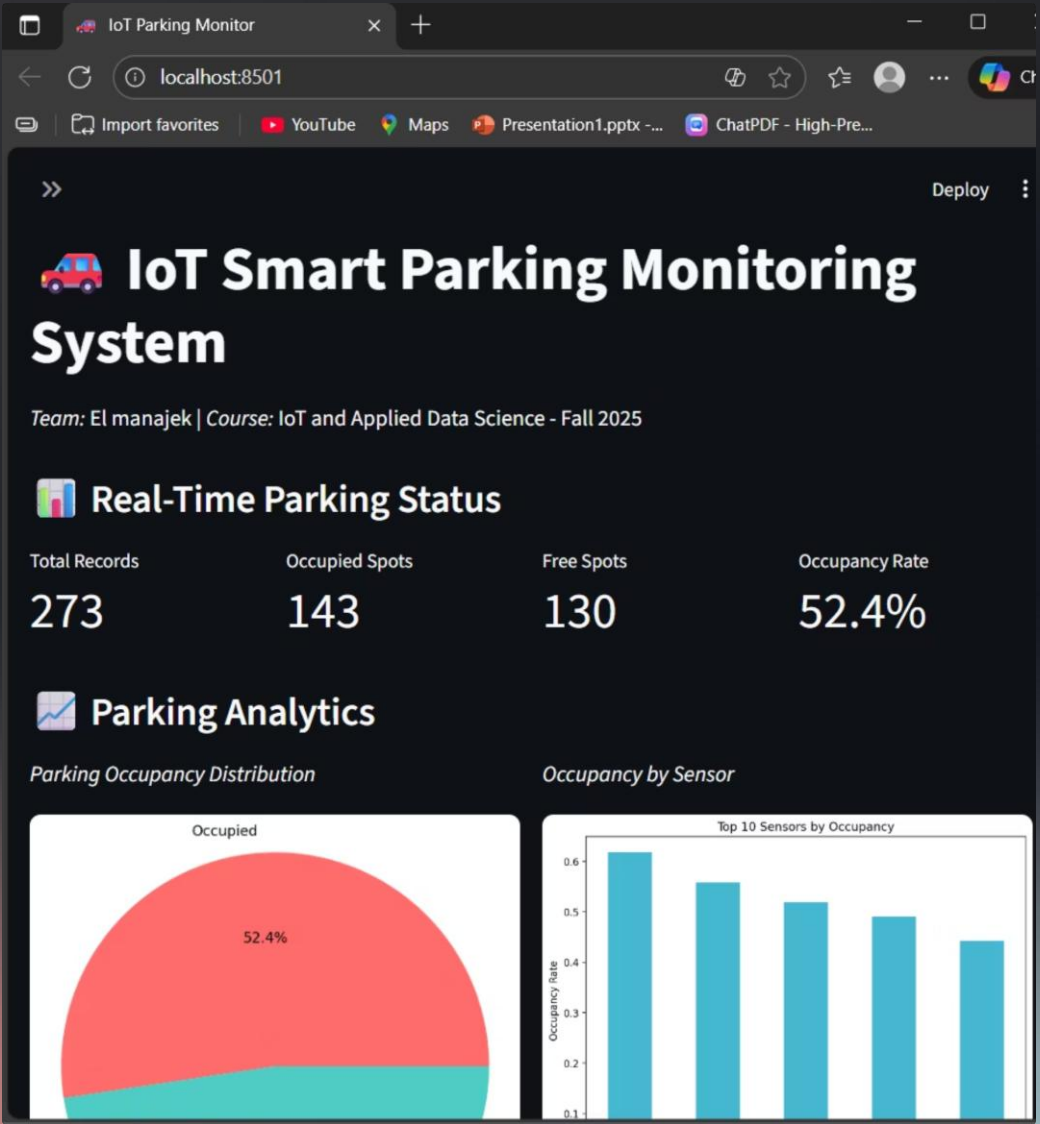 IoT Parking Monitor
localhost:8501
Import favorites
YouTube
Maps
Presentation1.pptx -...
ChatPDF - High-Pre...
Deploy
IoT Smart Parking Monitoring
System
Team: El manajek | Course: IoT and Applied Data Science - Fall 2025
Real-Time Parking Status
Total Records
273
Occupied Spots
143
Free Spots
130
Occupancy Rate
52.4%
Parking Analytics
Parking Occupancy Distribution
Occupied
52.4%
Occupancy by Sensor
Top 10 Sensors by Occupancy
Occupancy Rate
0.6
0.5
0.4
0.3
0.2
0.1